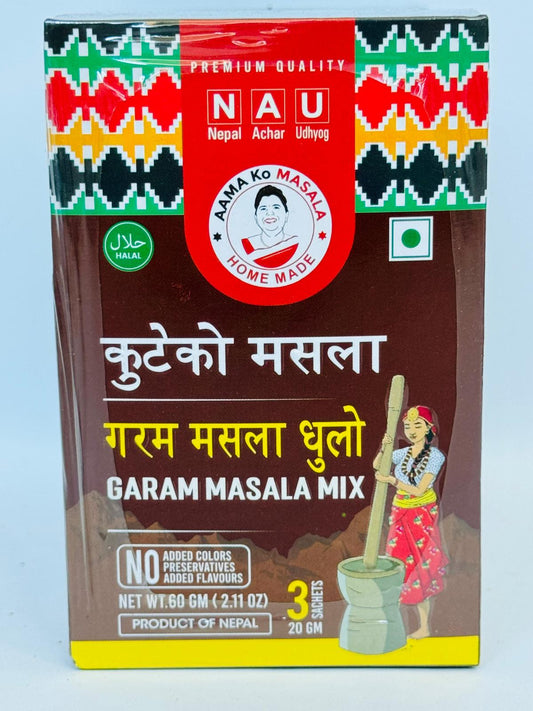 PREMIUM QUALITY
N A U
Nepal Achar Udhyog
AAMA Ko MASALA
HOME MADE
حلال
HALAL
कुटेको मसला
गरम मसला धुलो
GARAM MASALA MIX
NO ADDED COLORS
PRESERVATIVES
ADDED FLAVOURS
NET WT.60 GM ( 2.11 OZ)
PRODUCT OF NEPAL
3 SACHETS
20 GM